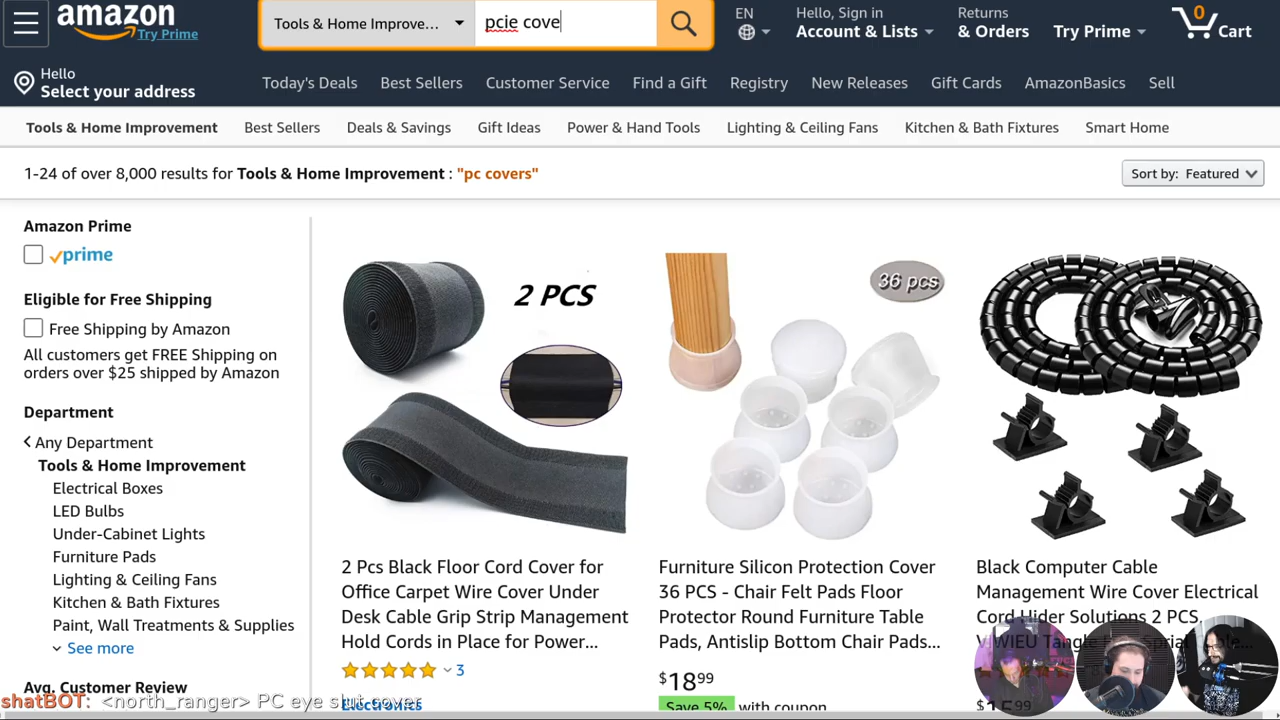 amazon
Try Prime
Tools & Home Improve...
pcie cove
EN
Hello, Sign in
Account & Lists
Returns
& Orders
Try Prime
0
Cart
Hello
Select your address
Today's Deals
Best Sellers
Customer Service
Find a Gift
Registry
New Releases
Gift Cards
AmazonBasics
Sell
Tools & Home Improvement
Best Sellers
Deals & Savings
Gift Ideas
Power & Hand Tools
Lighting & Ceiling Fans
Kitchen & Bath Fixtures
Smart Home
1-24 of over 8,000 results for Tools & Home Improvement : "pc covers"
Sort by: Featured
Amazon Prime
prime
Eligible for Free Shipping
Free Shipping by Amazon
All customers get FREE Shipping on
orders over $25 shipped by Amazon
Department
Any Department
Tools & Home Improvement
Electrical Boxes
LED Bulbs
Under-Cabinet Lights
Furniture Pads
Lighting & Ceiling Fans
Kitchen & Bath Fixtures
Paint, Wall Treatments & Supplies
See more
Avg. Customer Review
2 PCS
2 Pcs Black Floor Cord Cover for
Office Carpet Wire Cover Under
Desk Cable Grip Strip Management
Hold Cords in Place for Power...
3
Electronics
36 pcs
Furniture Silicon Protection Cover
36 PCS - Chair Felt Pads Floor
Protector Round Furniture Table
Pads, Antislip Bottom Chair Pads...
$1899
Save 5% with coupon
Black Computer Cable
Management Wire Cover Electrical
Cord Hider Solutions 2 PCS,
shatBOT: <north_ranger> PC eye slut cover